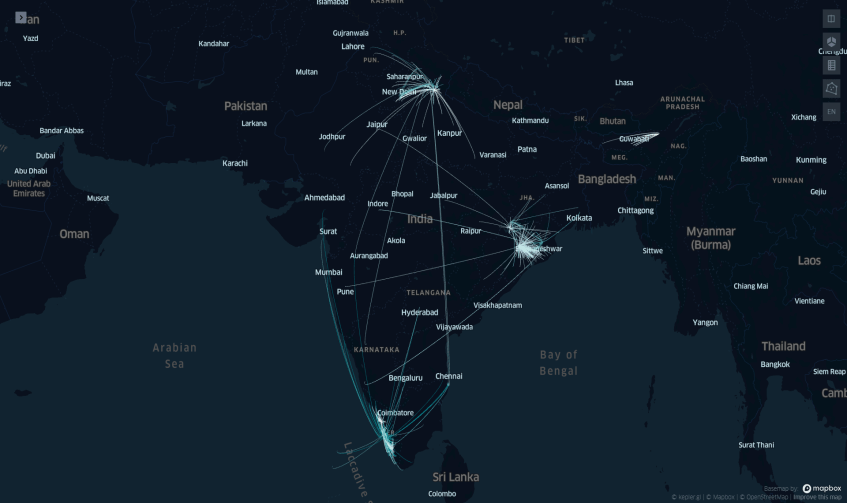 Islamabad
KASHMIR
Yazd
Kandahar
Gujranwala
H.P.
Lahore
TIBET
PUN.
Multan
Saharanpur
Lhasa
New Delhi
ARUNACHAL
PRADESH
Pakistan
Nepal
Larkana
Jaipur
Kanpur
Kathmandu
SIK.
Bhutan
Xichang
Bandar Abbas
Jodhpur
Gwalior
Guwahati
NAG.
Dubai
Karachi
Varanasi
Patna
MEG.
Baoshan
Kunming
Abu Dhabi
United Arab
Emirates
Bangladesh
MAN.
YUNNAN
Muscat
Ahmedabad
Bhopal
Jabalpur
Asansol
JHA.
MIZ.
Gejiu
Indore
India
Kolkata
Chittagong
Oman
Surat
Akola
Raipur
Myanmar
(Burma)
Aurangabad
Sittwe
Laos
Mumbai
Pune
TELANGANA
Chiang Mai
Vientiane
Hyderabad
Visakhapatnam
Vijayawada
Yangon
Arabian
Sea
KARNATAKA
Bay of
Bengal
Thailand
Bangkok
Siem Reap
Bengaluru
Chennai
Coimbatore
Surat Thani
Sri Lanka
Colombo
EN
Basemap by: mapbox
© kepler.gl | © Mapbox | © OpenStreetMap | Improve this map